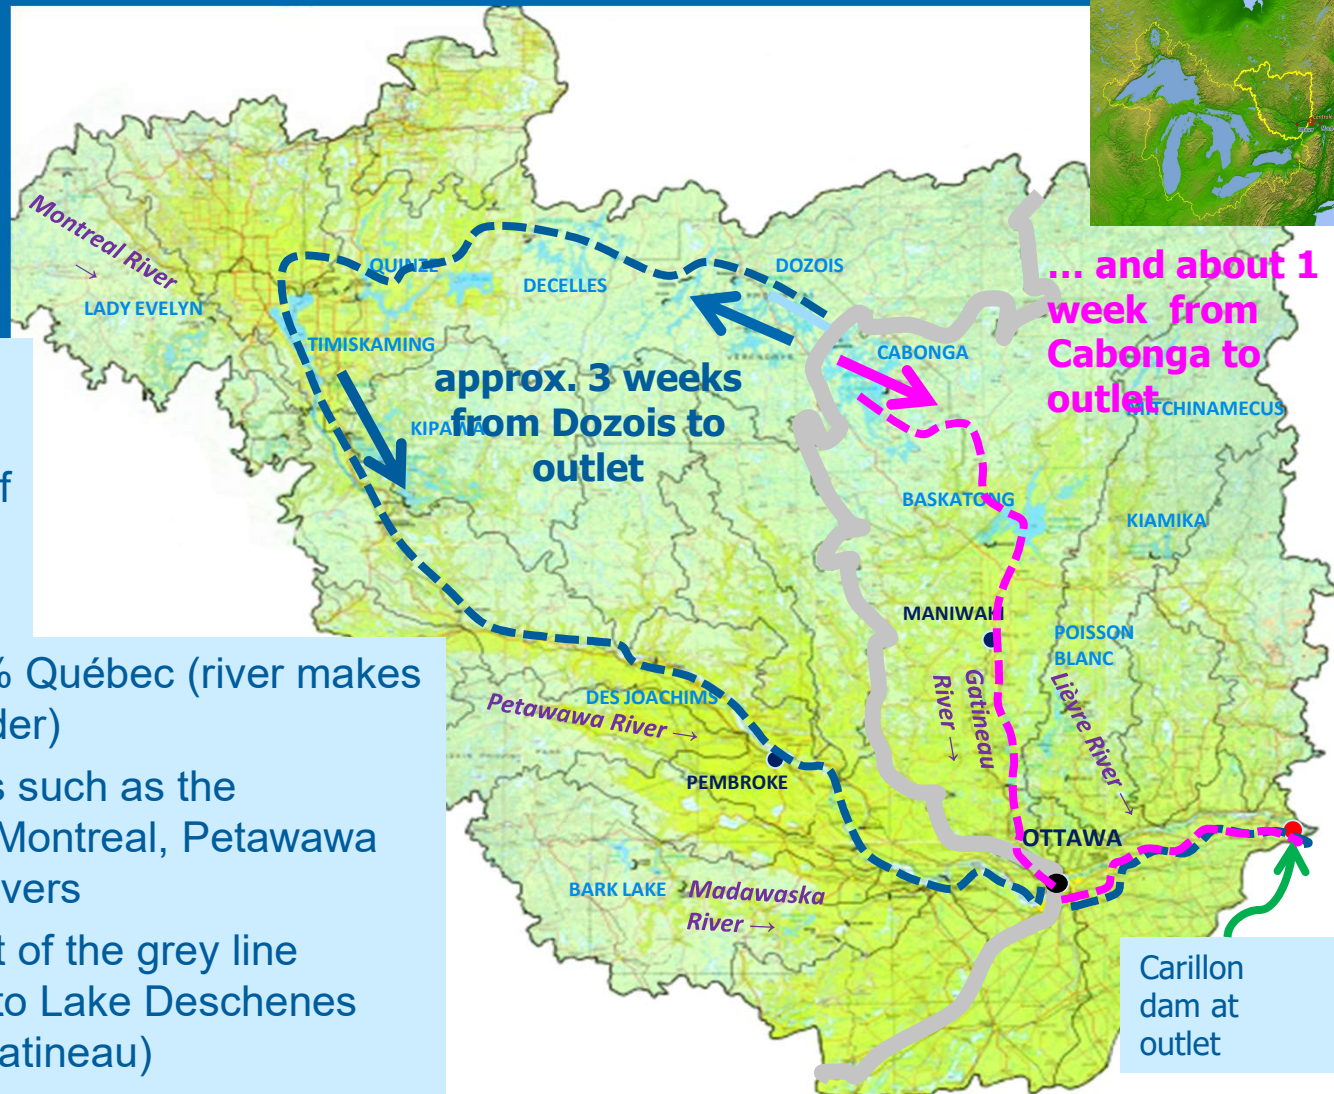 Montreal River
→
LADY EVELYN
QUINZE
DECELLES
DOZOIS
TIMISKAMING
KIPAWA
approx. 3 weeks
from Dozois to
outlet
CABONGA
... and about 1
week from
Cabonga to
outlet
MITCHINAMECUS
BASKATONG
KIAMIKA
MANIWAKI
POISSON
BLANC
Gatineau
River →
Lièvre River →
DES JOACHIMS
Petawawa River →
PEMBROKE
OTTAWA
BARK LAKE
Madawaska
River →
Carillon
dam at
outlet
% Québec (river makes
der)
s such as the
Montreal, Petawawa
vers
t of the grey line
to Lake Deschenes
atineau)